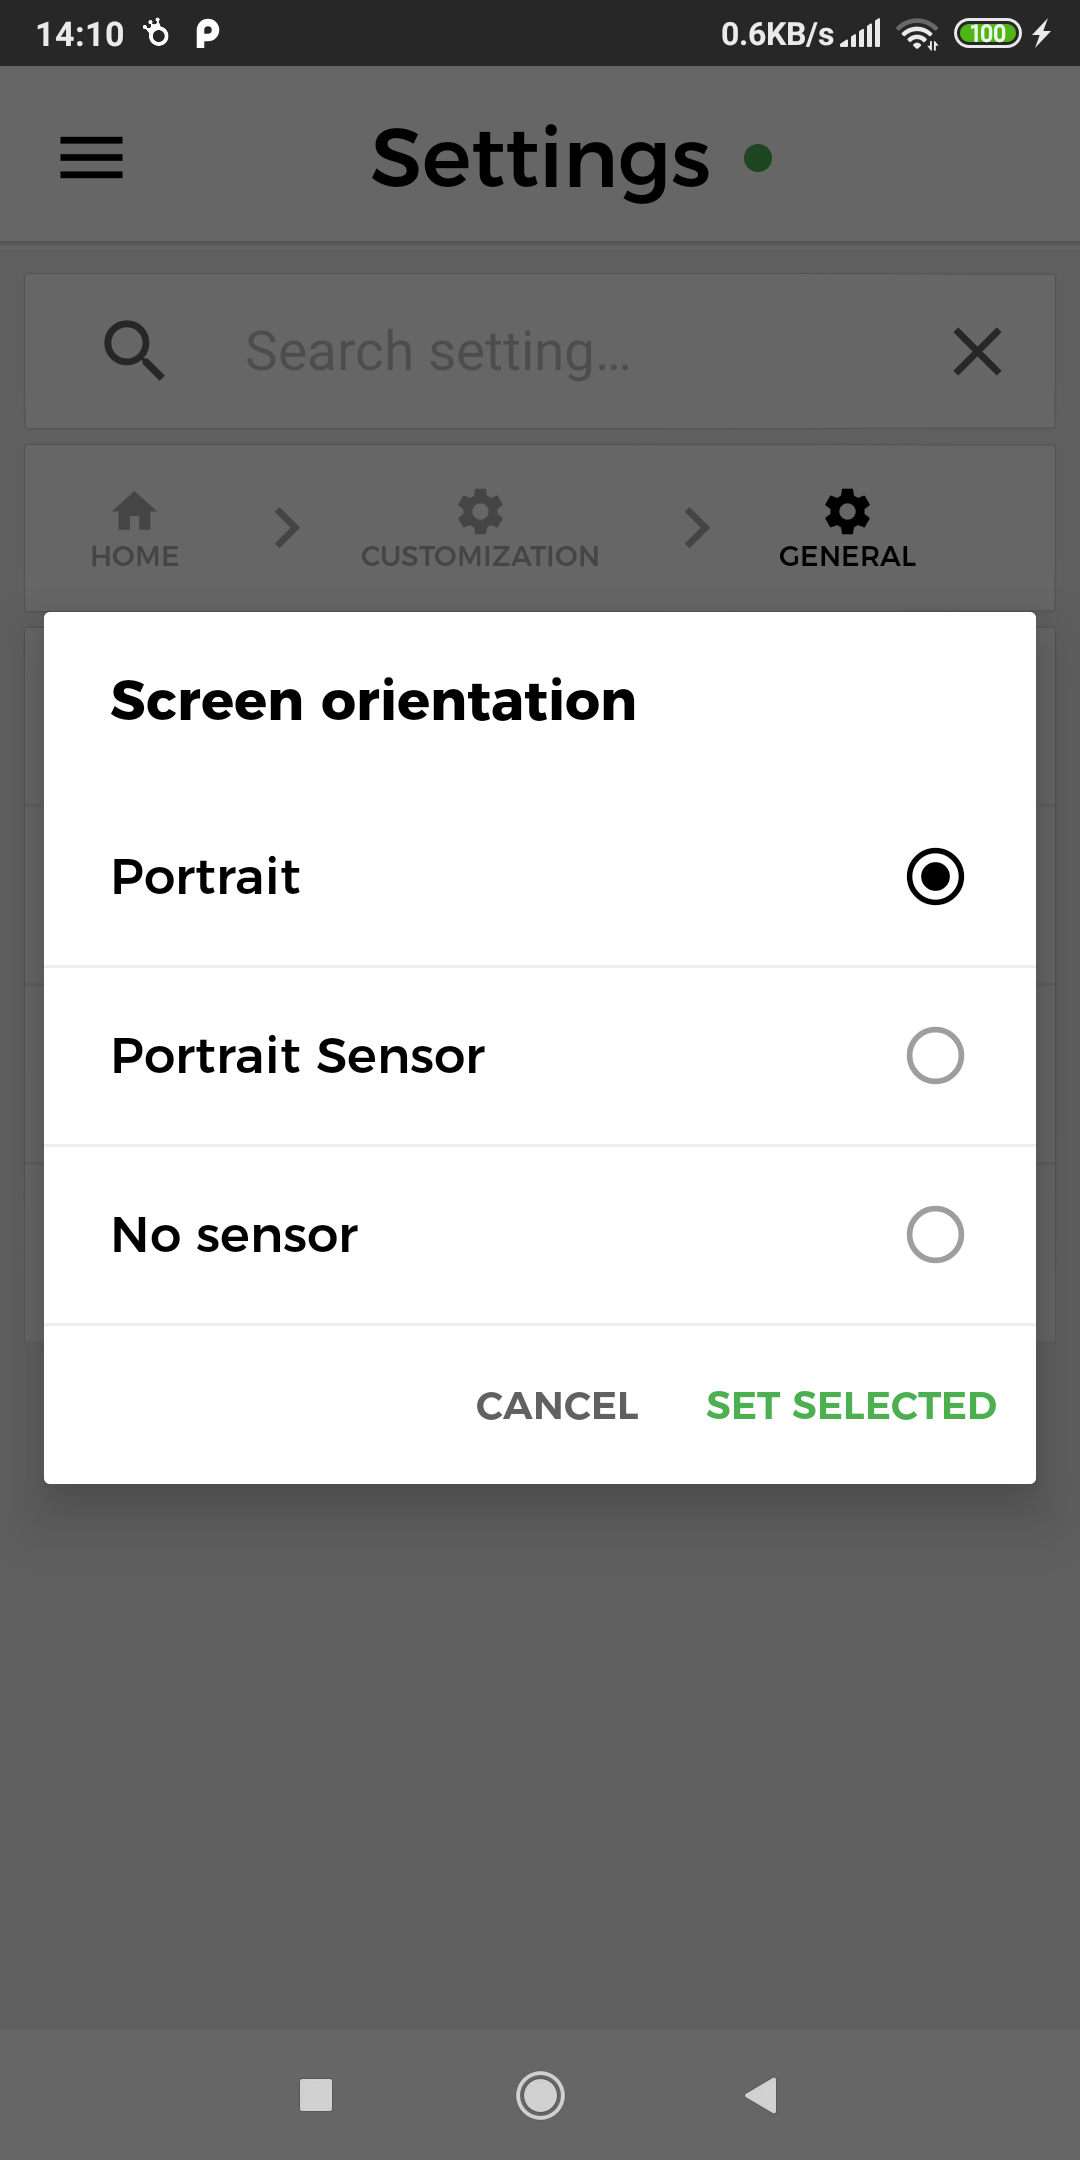 14:10 0.6KB/s 100
Settings
Search setting...
HOME CUSTOMIZATION GENERAL
Screen orientation
Portrait
Portrait Sensor
No sensor
CANCEL SET SELECTED